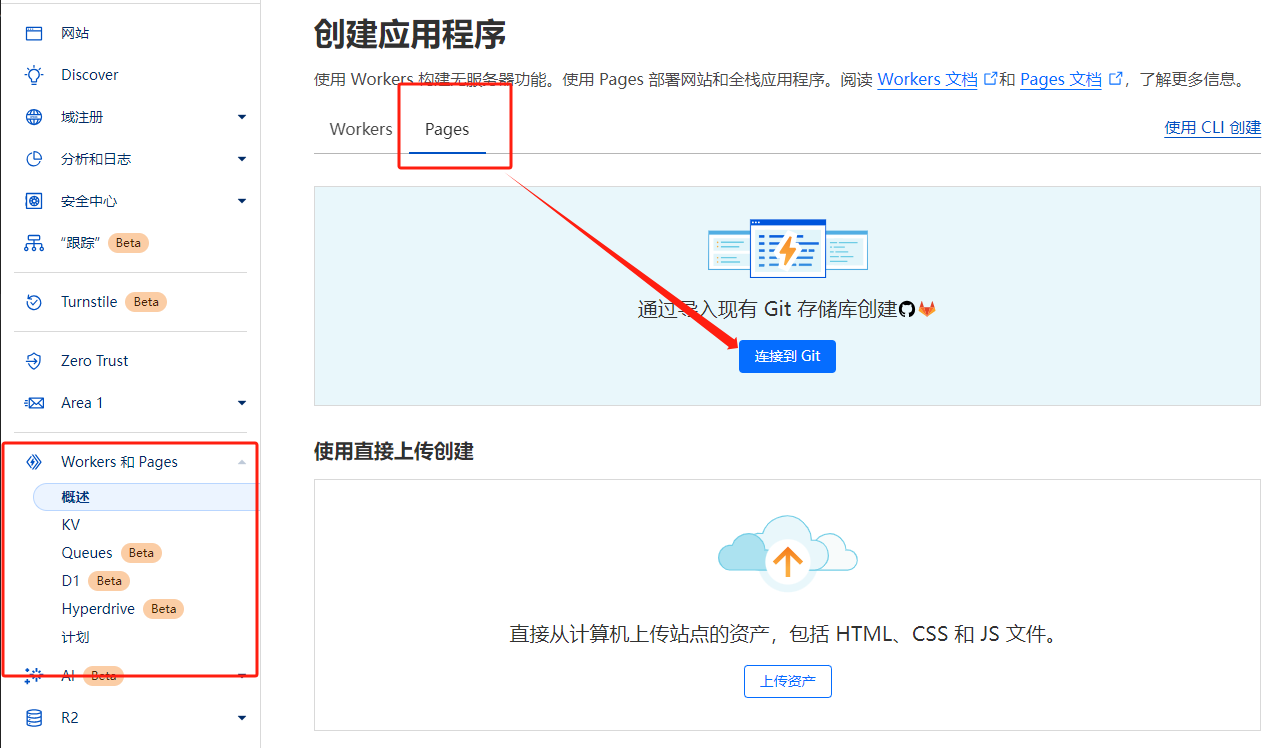 网站
Discover
域注册
分析和日志
安全中心
“跟踪” Beta
Turnstile Beta
Zero Trust
Area 1
Workers 和 Pages
概述
KV
Queues Beta
D1 Beta
Hyperdrive Beta
计划
AI Beta
R2
创建应用程序
使用 Workers 构建无服务器功能。使用 Pages 部署网站和全栈应用程序。阅读 Workers 文档和 Pages 文档，了解更多信息。
Workers Pages 使用 CLI 创建
通过导入现有 Git 存储库创建
连接到 Git
使用直接上传创建
直接从计算机上传站点的资产，包括 HTML、CSS 和 JS 文件。
上传资产